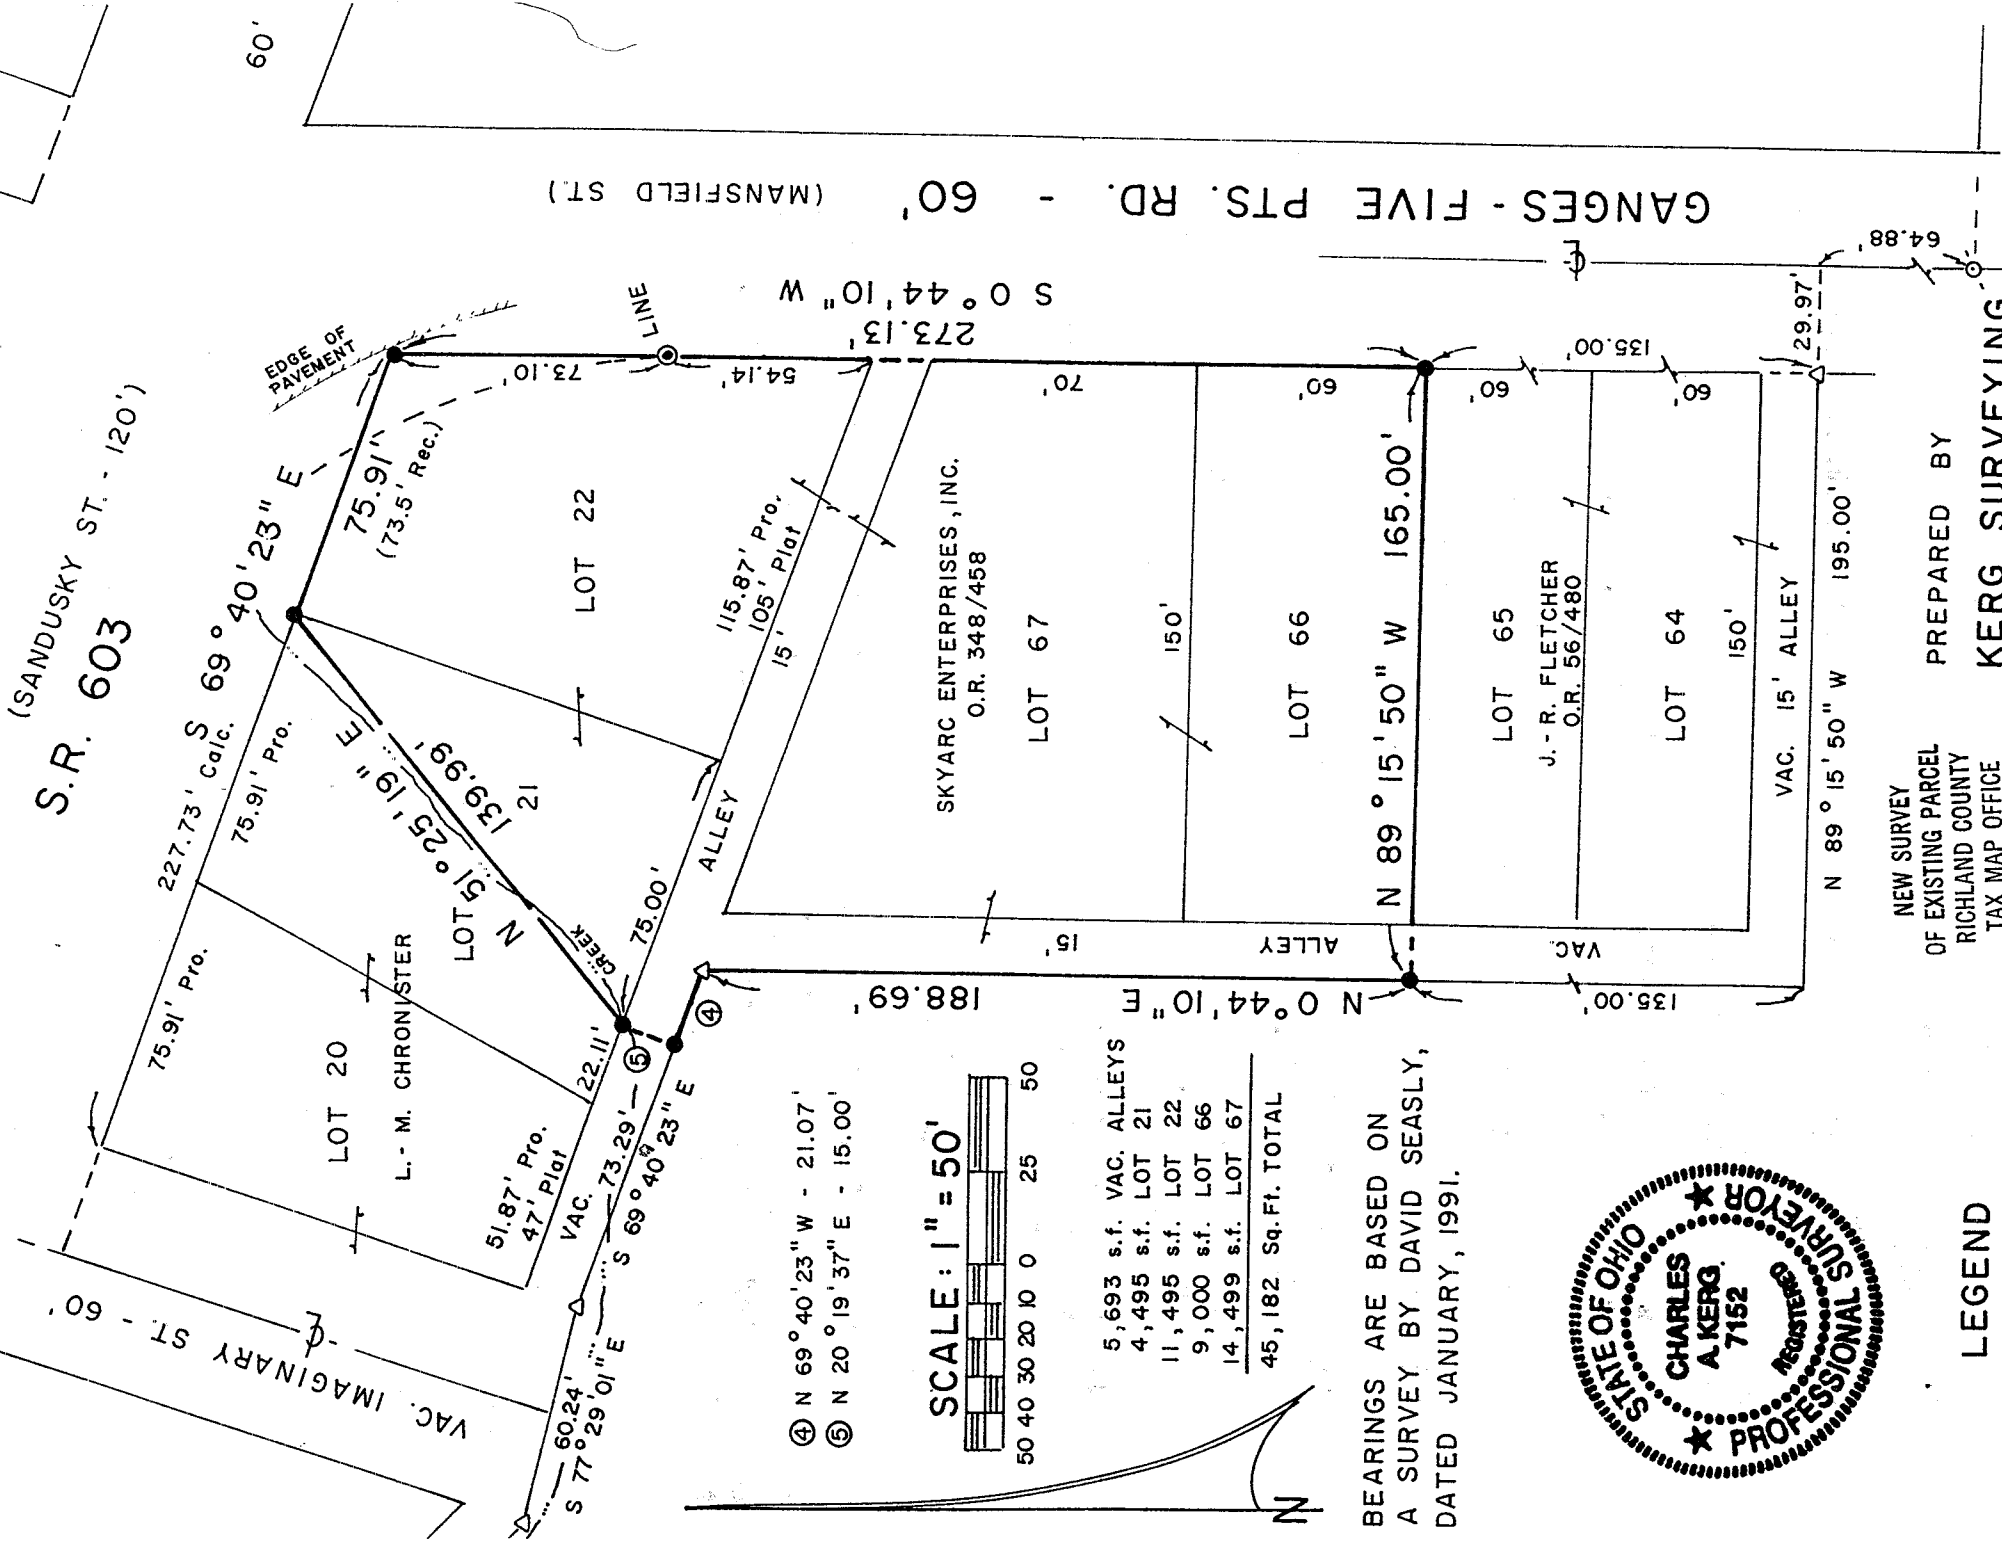 60'
(SANDUSKY ST. - 120')
S.R. 603
S 69° 40' 23" E
EDGE OF
PAVEMENT
75.91'
(73.5' Rec.)
227.73' Calc.
75.91' Pro.
75.91' Pro.
N 51° 25' 19" E
139.99'
LOT 21
LOT 22
LOT 20
L. - M. CHRONISTER
CREEK
22.11'
75.00'
ALLEY
115.87' Pro.
105' Plat
15'
51.87' Pro.
47' Plat
VAC.
73.29'
S 69° 40' 23" E
60.24'
S 77° 29' 01" E
VAC. IMAGINARY ST. - 60'
℄
④
⑤
GANGES - FIVE PTS. RD. - 60'
(MANSFIELD ST.)
S 0° 44' 10" W
273.13'
LINE
73.10'
54.14'
70'
60'
60'
60'
135.00'
℄
64.88'
29.97'
SKYARC ENTERPRISES, INC.
O.R. 348/458
LOT 67
150'
LOT 66
N 89° 15' 50" W 165.00'
LOT 65
J. - R. FLETCHER
O.R. 56/480
LOT 64
150'
VAC. 15' ALLEY
N 89° 15' 50" W 195.00'
15'
ALLEY
VAC.
N 0° 44' 10" E
188.69'
135.00'
④ N 69° 40' 23" W - 21.07'
⑤ N 20° 19' 37" E - 15.00'
SCALE : 1" = 50'
50 40 30 20 10 0 25 50
5,693 s.f. VAC. ALLEYS
4,495 s.f. LOT 21
11,495 s.f. LOT 22
9,000 s.f. LOT 66
14,499 s.f. LOT 67
45,182 Sq. Ft. TOTAL
N
BEARINGS ARE BASED ON
A SURVEY BY DAVID SEASLY,
DATED JANUARY, 1991.
STATE OF OHIO
CHARLES
A. KERG
7152
REGISTERED
PROFESSIONAL SURVEYOR
NEW SURVEY
OF EXISTING PARCEL
RICHLAND COUNTY
TAX MAP OFFICE
PREPARED BY
KERG SURVEYING
LEGEND